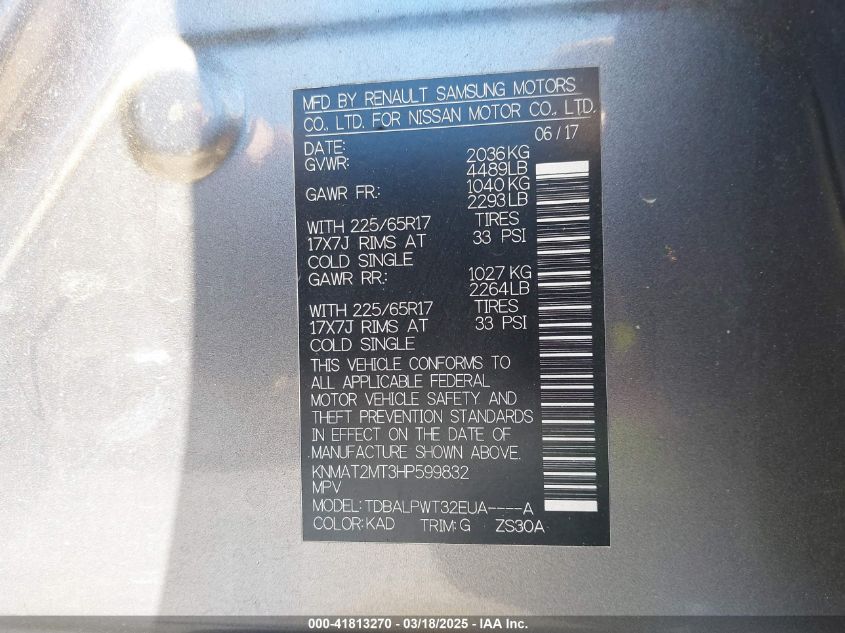 MFD BY RENAULT SAMSUNG MOTORS
CO., LTD. FOR NISSAN MOTOR CO., LTD.
DATE: 06/17
GVWR: 2036KG
4489LB
GAWR FR: 1040KG
2293LB
WITH 225/65R17 TIRES
17X7J RIMS AT 33 PSI
COLD SINGLE
GAWR RR: 1027KG
2264LB
WITH 225/65R17 TIRES
17X7J RIMS AT 33 PSI
COLD SINGLE
THIS VEHICLE CONFORMS TO
ALL APPLICABLE FEDERAL
MOTOR VEHICLE SAFETY AND
THEFT PREVENTION STANDARDS
IN EFFECT ON THE DATE OF
MANUFACTURE SHOWN ABOVE.
KNMAT2MT3HP599832
MPV
MODEL: TDBALPWT32EUA----A
COLOR: KAD TRIM: G ZS30A
000-41813270 - 03/18/2025 - IAA Inc.